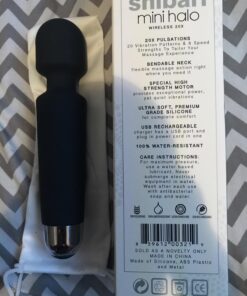 shibari
mini halo
WIRELESS 20X
20X PULSATIONS
20 Vibration Patterns & 8 Speed
Strengths To Tailor Your
Massage Experience
BENDABLE NECK
flexible massage action right
where you need it
SPECIAL HIGH
STRENGTH MOTOR
precises exceptional power,
yet quiet vibrations
ULTRA SOFT, PREMIUM
GRADE SILICONE
for complete comfort
USB RECHARGEABLE
charger has a USB port and
plug in power cord in one
100% WATER-RESISTANT
CARE INSTRUCTIONS:
For maximum pleasure,
use a water-based
lubricant. Never
submerge electrical
equipment in water.
Wash after each use
with antibacterial
soap and water
SOLD AS A NOVELTY ONLY
MADE IN CHINA
Made of Silicone, ABS Plastic
and Metal